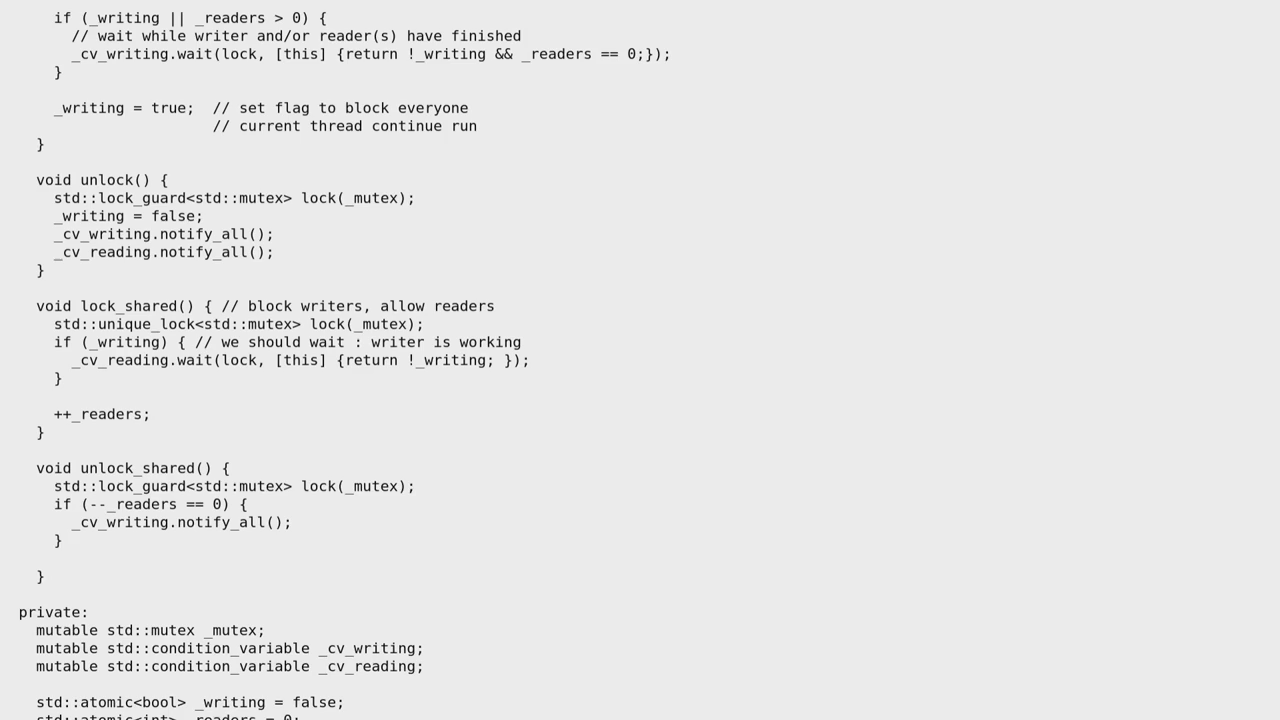 if (_writing || _readers > 0) {
// wait while writer and/or reader(s) have finished
_cv_writing.wait(lock, [this] {return !_writing && _readers == 0;});
}
_writing = true;  // set flag to block everyone
// current thread continue run
}
void unlock() {
std::lock_guard<std::mutex> lock(_mutex);
_writing = false;
_cv_writing.notify_all();
_cv_reading.notify_all();
}
void lock_shared() { // block writers, allow readers
std::unique_lock<std::mutex> lock(_mutex);
if (_writing) { // we should wait : writer is working
_cv_reading.wait(lock, [this] {return !_writing; });
}
++_readers;
}
void unlock_shared() {
std::lock_guard<std::mutex> lock(_mutex);
if (--_readers == 0) {
_cv_writing.notify_all();
}
}
private:
mutable std::mutex _mutex;
mutable std::condition_variable _cv_writing;
mutable std::condition_variable _cv_reading;
std::atomic<bool> _writing = false;
std::atomic<int> _readers = 0;